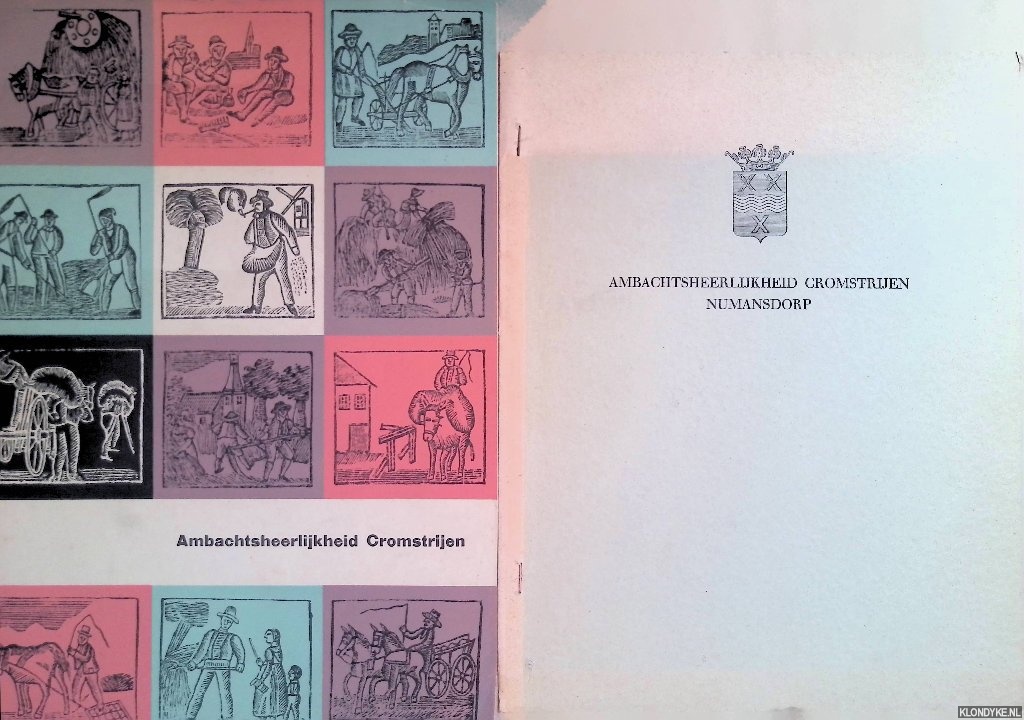 Ambachtsheerlijkheid Cromstrijen
AMBACHTSHEERLIJKHEID CROMSTRIJEN
NUMANSDORP
KLONDYKE.NL